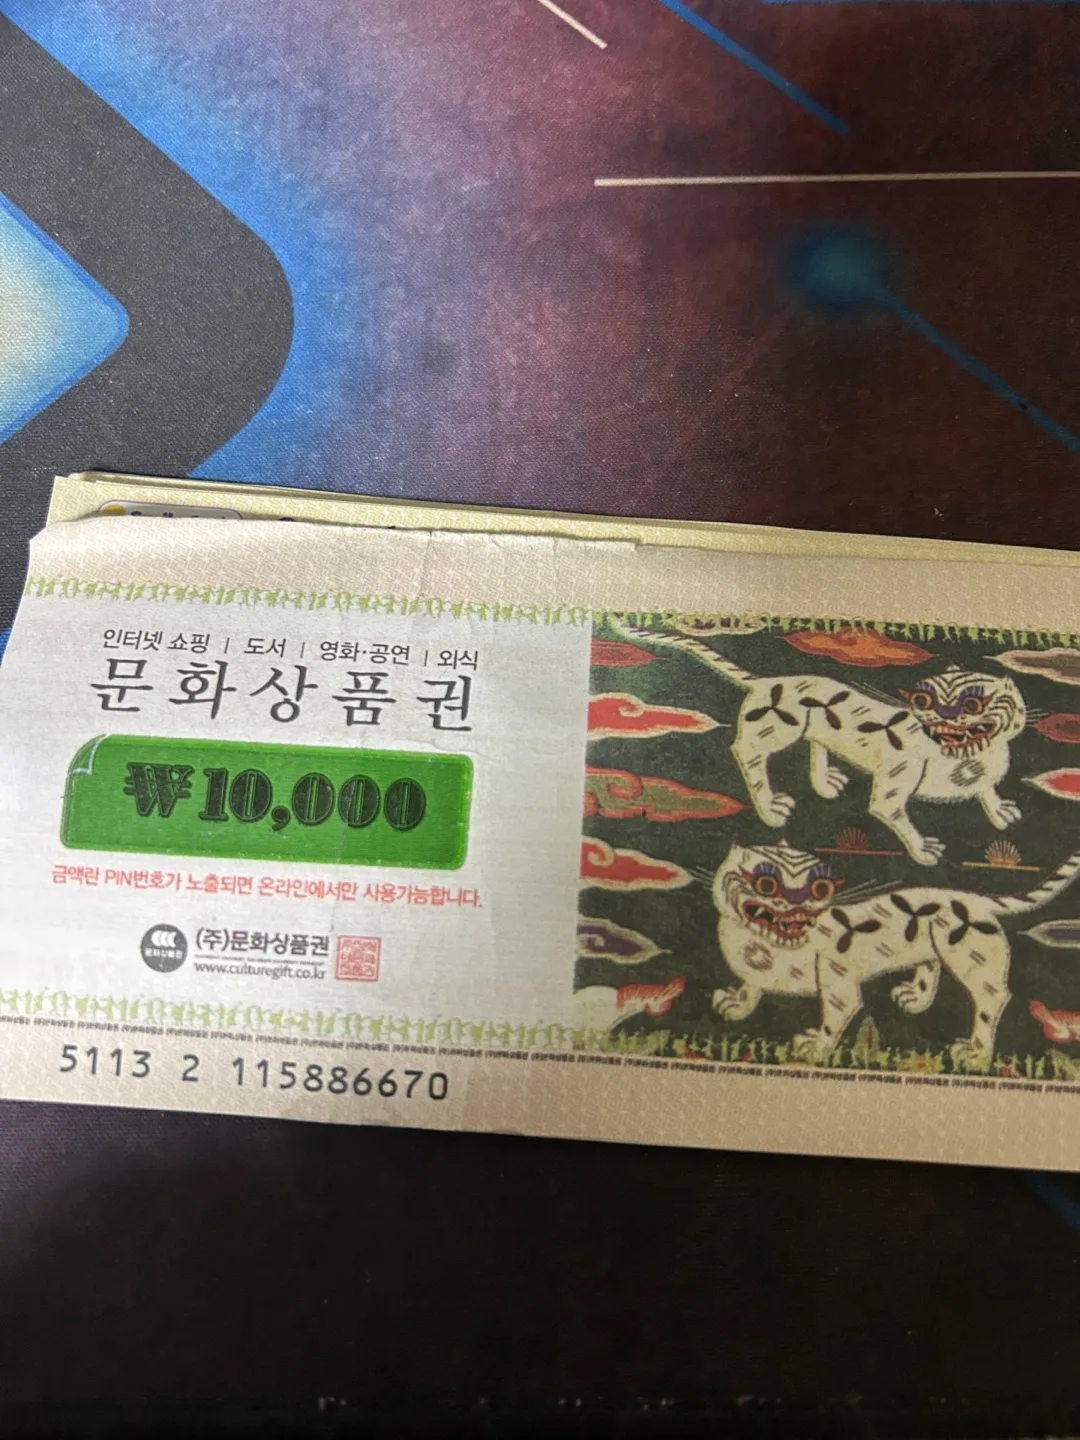 인터넷 쇼핑 | 도서 | 영화·공연 | 외식
문화상품권
₩10,000
금액란 PIN번호가 노출되면 온라인에서만 사용가능합니다.
(주)문화상품권
www.culturegift.co.kr
5113 2 115886670